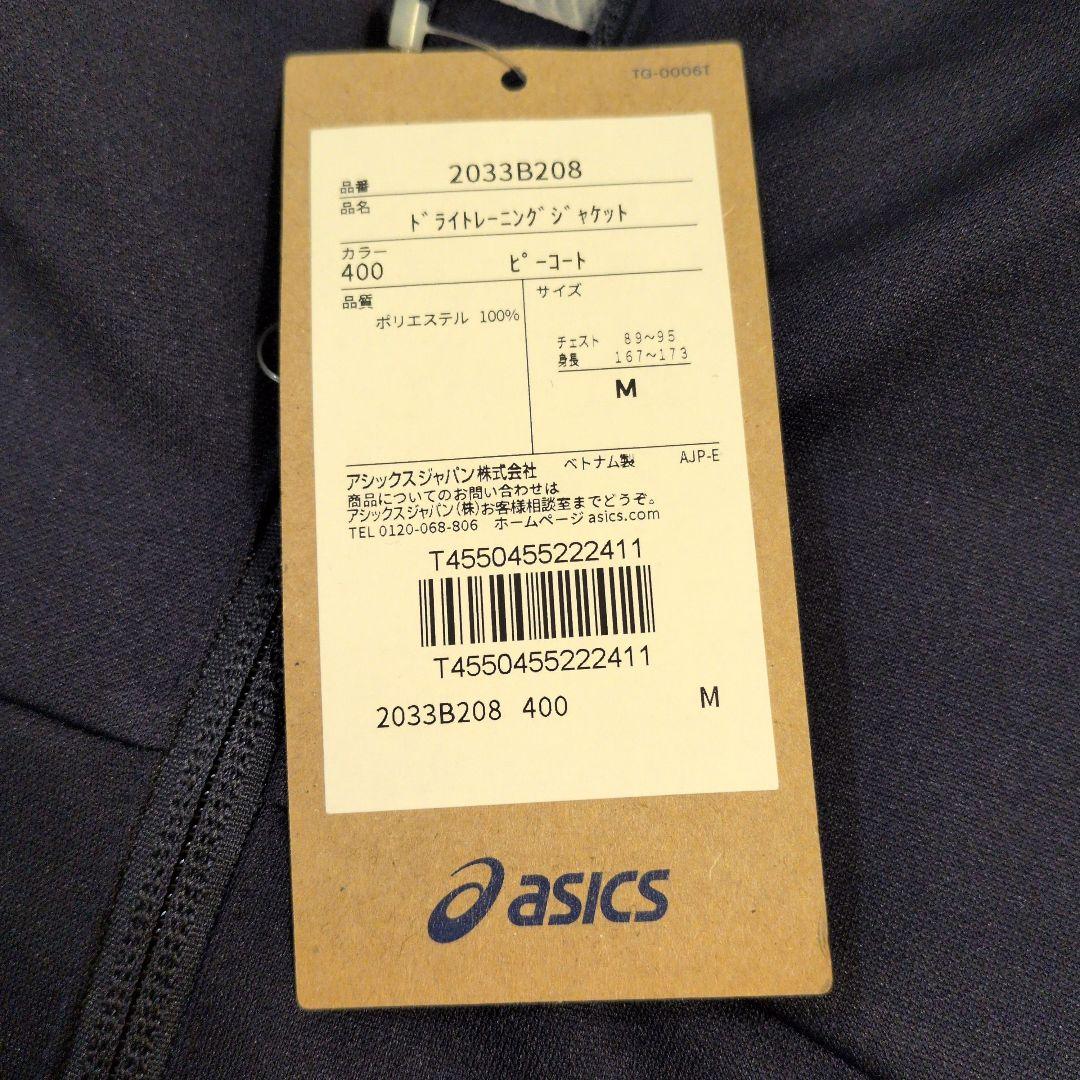 TG-0006T
品番 2033B208
品名 ﾄﾞﾗｲﾄﾚｰﾆﾝｸﾞｼﾞｬｹｯﾄ
カラー
400 ﾋﾟｰｺｰﾄ
品質 サイズ
ポリエステル 100%
チェスト 89～95
身長 167～173
M
アシックスジャパン株式会社 ベトナム製 AJP-E
商品についてのお問い合わせは
アシックスジャパン(株)お客様相談室までどうぞ。
TEL 0120-068-806 ホームページ asics.com
T4550455222411
T4550455222411
2033B208 400 M
asics